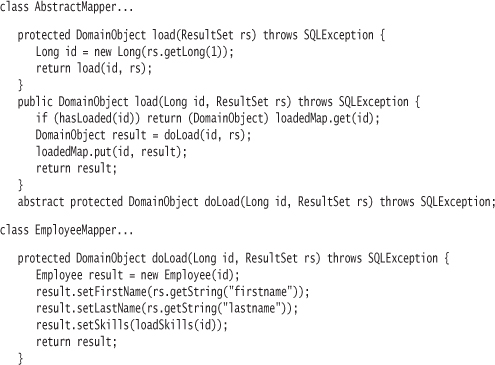 class AbstractMapper...
protected DomainObject load(ResultSet rs) throws SQLException {
Long id = new Long(rs.getLong(1));
return load(id, rs);
}
public DomainObject load(Long id, ResultSet rs) throws SQLException {
if (hasLoaded(id)) return (DomainObject) loadedMap.get(id);
DomainObject result = doLoad(id, rs);
loadedMap.put(id, result);
return result;
}
abstract protected DomainObject doLoad(Long id, ResultSet rs) throws SQLException;
class EmployeeMapper...
protected DomainObject doLoad(Long id, ResultSet rs) throws SQLException {
Employee result = new Employee(id);
result.setFirstName(rs.getString("firstname"));
result.setLastName(rs.getString("lastname"));
result.setSkills(loadSkills(id));
return result;
}